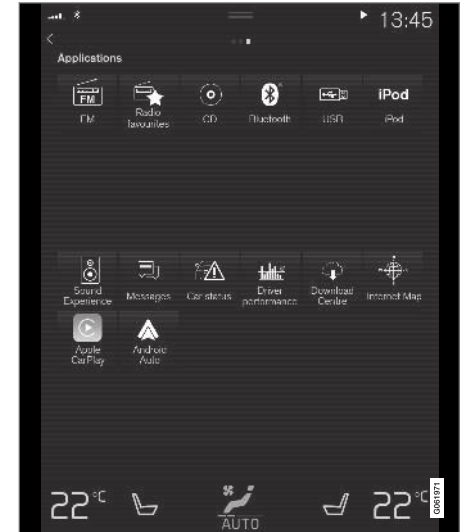 13:45
Applications
FM
iPod
FM
Radio
favourites
CD
Bluetooth
USB
iPod
Sound
Experience
Messages
Car status
Driver
performance
Download
Centre
Internet Map
Apple
CarPlay
Android
Auto
22°C
AUTO
22°C
G061971